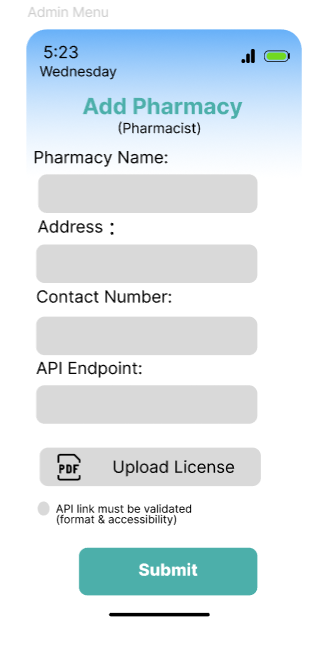 Admin Menu
5:23
Wednesday
Add Pharmacy
(Pharmacist)
Pharmacy Name:
Address :
Contact Number:
API Endpoint:
PDF
Upload License
API link must be validated
(format & accessibility)
Submit